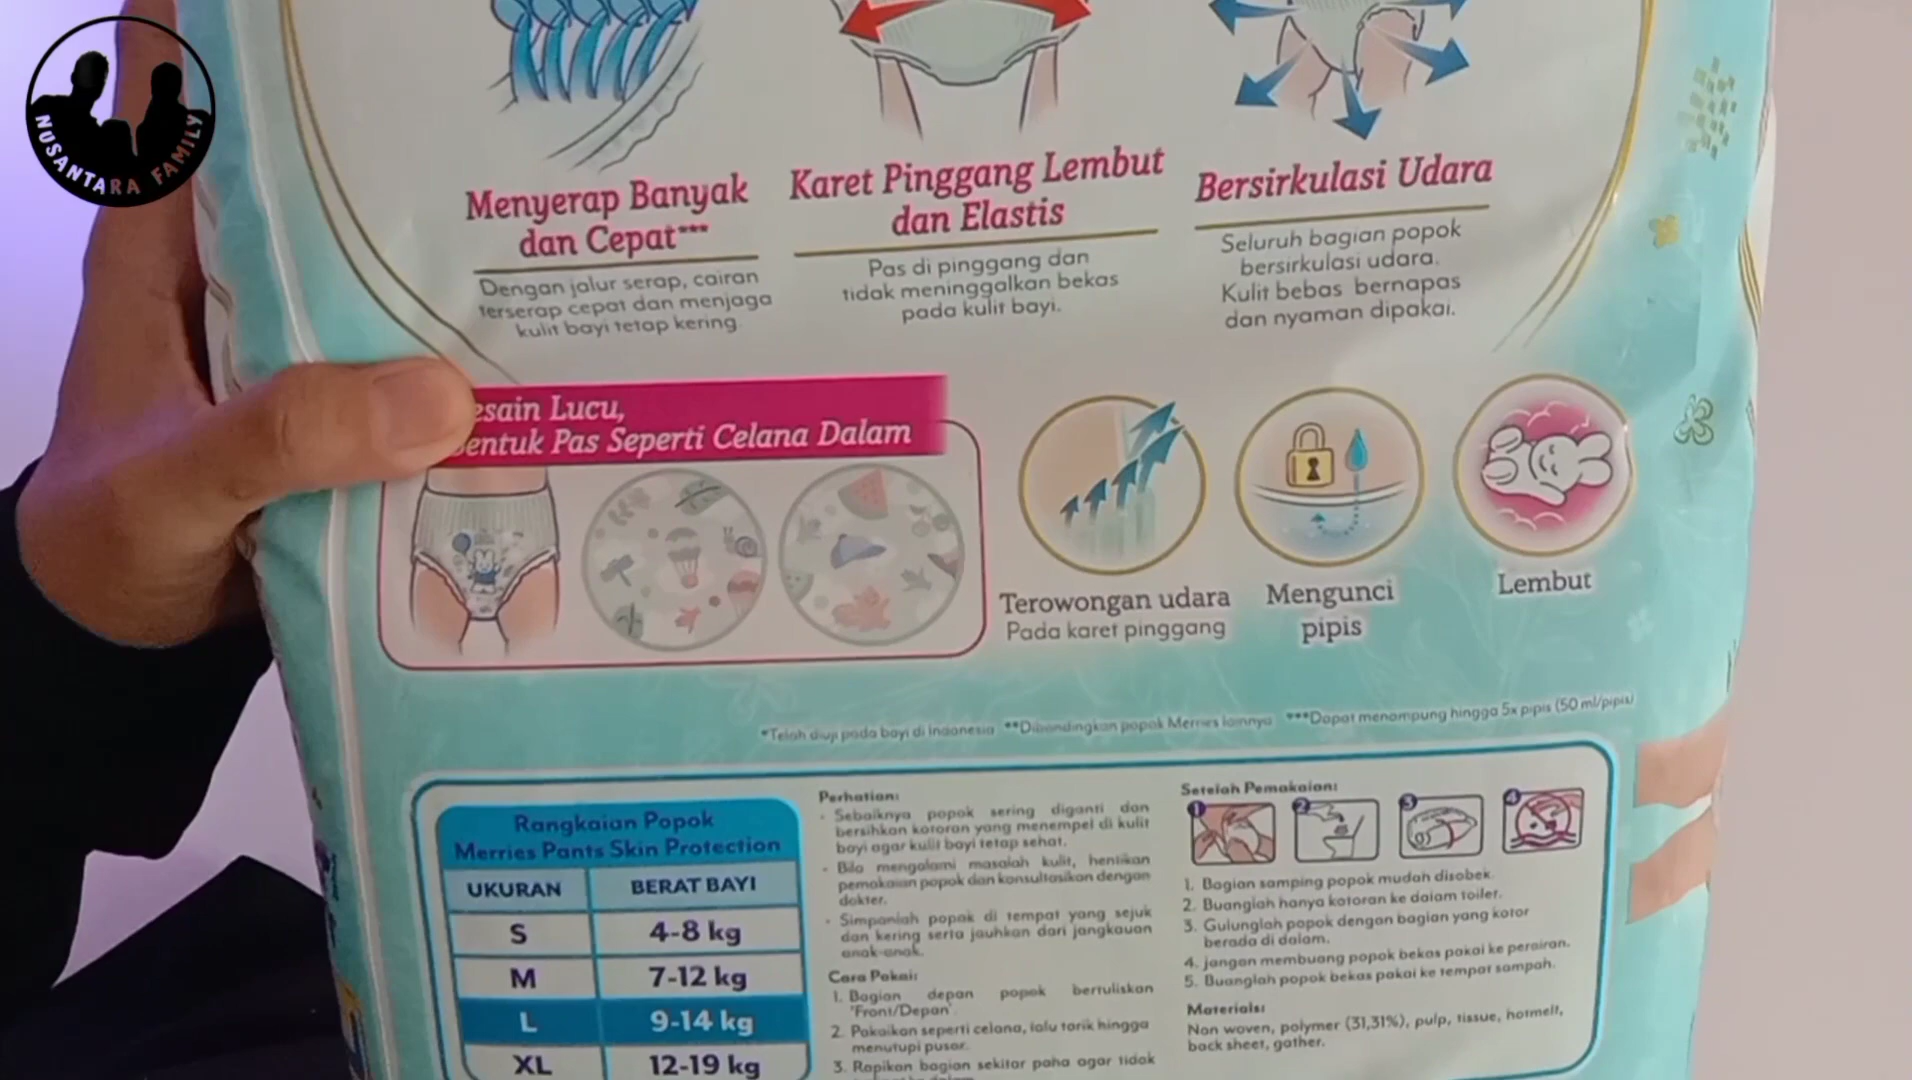 NUSANTARA FAMILY
Menyerap Banyak
dan Cepat***
Dengan jalur serap, cairan
terserap cepat dan menjaga
kulit bayi tetap kering.
Karet Pinggang Lembut
dan Elastis
Pas di pinggang dan
tidak meninggalkan bekas
pada kulit bayi.
Bersirkulasi Udara
Seluruh bagian popok
bersirkulasi udara.
Kulit bebas bernapas
dan nyaman dipakai.
esain Lucu,
entuk Pas Seperti Celana Dalam
Terowongan udara
Pada karet pinggang
Mengunci
pipis
Lembut
*Telah diuji pada bayi di Indonesia **Dibandingkan popok Merries lainnya ***Dapat menampung hingga 5x pipis (50 ml/pipis)
Rangkaian Popok
Merries Pants Skin Protection
UKURAN BERAT BAYI
S 4-8 kg
M 7-12 kg
L 9-14 kg
XL 12-19 kg
Perhatian:
- Sebaiknya popok sering diganti dan
bersihkan kotoran yang menempel di kulit
bayi agar kulit bayi tetap sehat.
- Bila mengalami masalah kulit, hentikan
pemakaian popok dan konsultasikan dengan
dokter.
- Simpanlah popok di tempat yang sejuk
dan kering serta jauhkan dari jangkauan
anak-anak.
Cara Pakai:
1. Bagian depan popok bertuliskan
'Front/Depan'.
2. Pakaikan seperti celana, lalu tarik hingga
menutupi pusar.
3. Rapikan bagian sekitar paha agar tidak
Setelah Pemakaian:
1 2 3 4
1. Bagian samping popok mudah disobek.
2. Buanglah hanya kotoran ke dalam toilet.
3. Gulunglah popok dengan bagian yang kotor
berada di dalam.
4. Jangan membuang popok bekas pakai ke perairan.
5. Buanglah popok bekas pakai ke tempat sampah.
Materials:
Non woven, polymer (31,31%), pulp, tissue, hotmelt,
back sheet, gather.